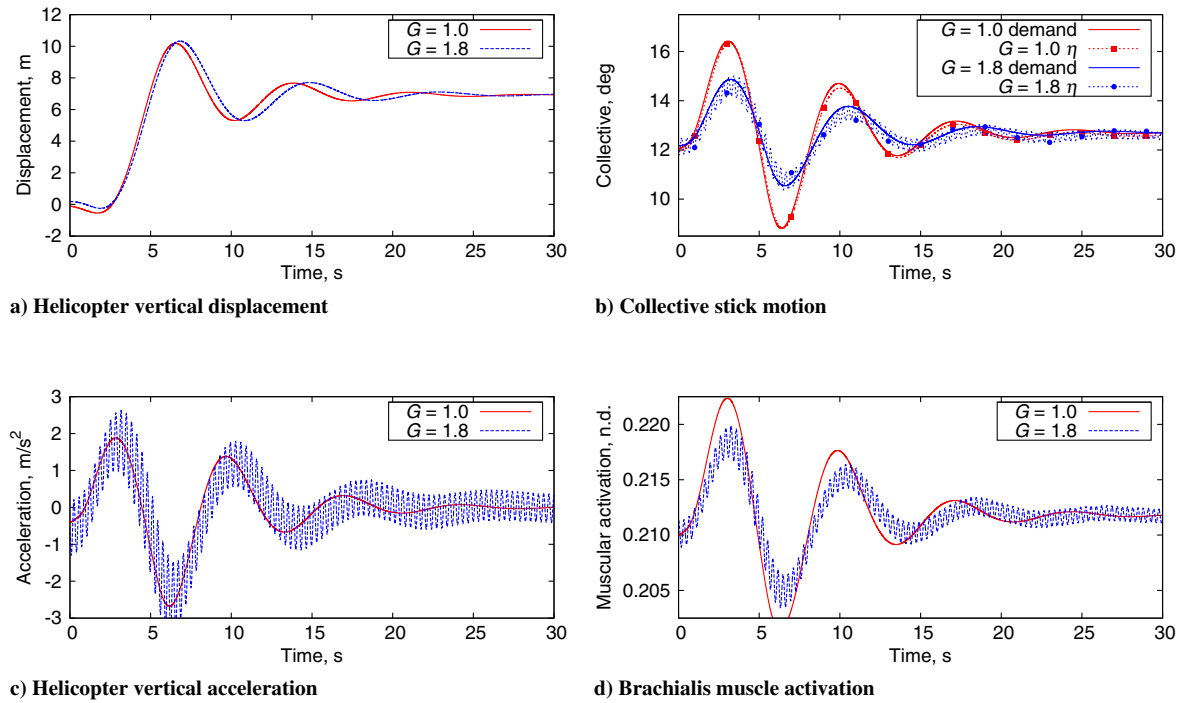 12
10
8
6
4
2
0
-2
Displacement, m
G = 1.0
G = 1.8
0 5 10 15 20 25 30
Time, s
a) Helicopter vertical displacement
16
14
12
10
Collective, deg
G = 1.0 demand
G = 1.0 η
G = 1.8 demand
G = 1.8 η
0 5 10 15 20 25 30
Time, s
b) Collective stick motion
3
2
1
0
-1
-2
-3
Acceleration, m/s²
G = 1.0
G = 1.8
0 5 10 15 20 25 30
Time, s
c) Helicopter vertical acceleration
0.220
0.215
0.210
0.205
Muscular activation, n.d.
G = 1.0
G = 1.8
0 5 10 15 20 25 30
Time, s
d) Brachialis muscle activation